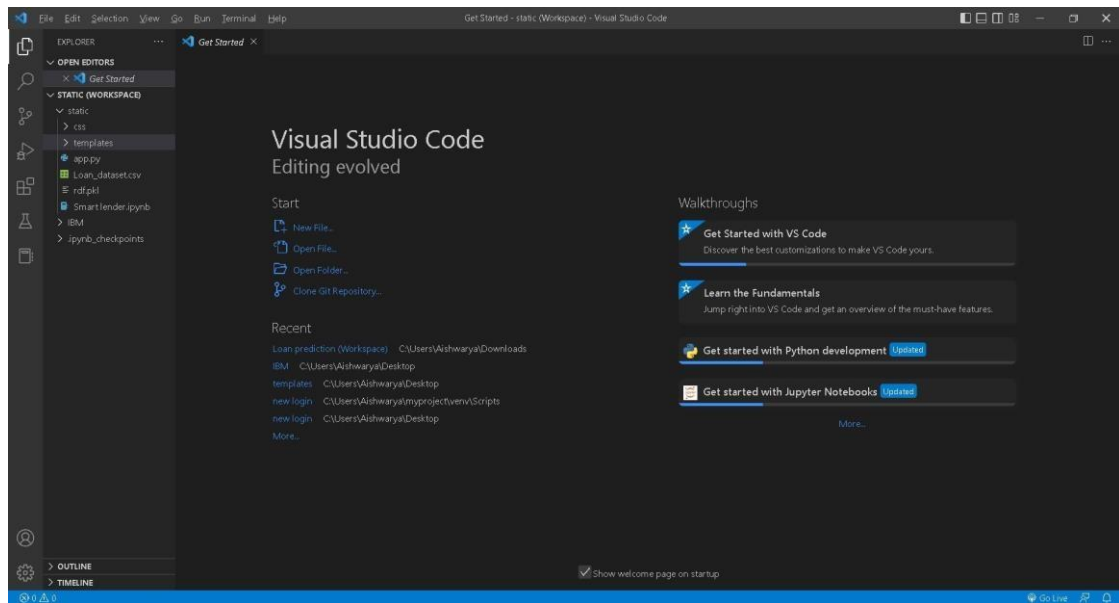 File Edit Selection View Go Run Terminal Help
Get Started - static (Workspace) - Visual Studio Code
EXPLORER
Get Started
OPEN EDITORS
Get Started
STATIC (WORKSPACE)
static
css
templates
app.py
Loan_dataset.csv
rdf.pkl
Smart lender.ipynb
IBM
.ipynb_checkpoints
OUTLINE
TIMELINE
Visual Studio Code
Editing evolved
Start
New File...
Open File...
Open Folder...
Clone Git Repository...
Recent
Loan prediction (Workspace) C:\Users\Aishwarya\Downloads
IBM C:\Users\Aishwarya\Desktop
templates C:\Users\Aishwarya\Desktop
new login C:\Users\Aishwarya\myproject\venv\Scripts
new login C:\Users\Aishwarya\Desktop
More...
Walkthroughs
Get Started with VS Code
Discover the best customizations to make VS Code yours.
Learn the Fundamentals
Jump right into VS Code and get an overview of the must-have features.
Get started with Python development Updated
Get started with Jupyter Notebooks Updated
More...
Show welcome page on startup
0 0
Go Live